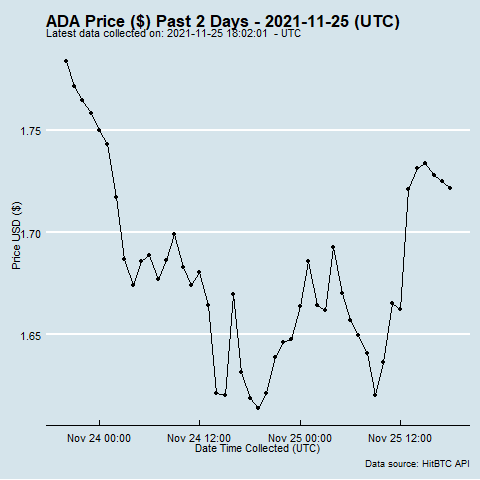 ADA Price ($) Past 2 Days - 2021-11-25 (UTC)
Latest data collected on: 2021-11-25 18:02:01 - UTC
Price USD ($)
1.75
1.70
1.65
Nov 24 00:00 Nov 24 12:00 Nov 25 00:00 Nov 25 12:00
Date Time Collected (UTC)
Data source: HitBTC API